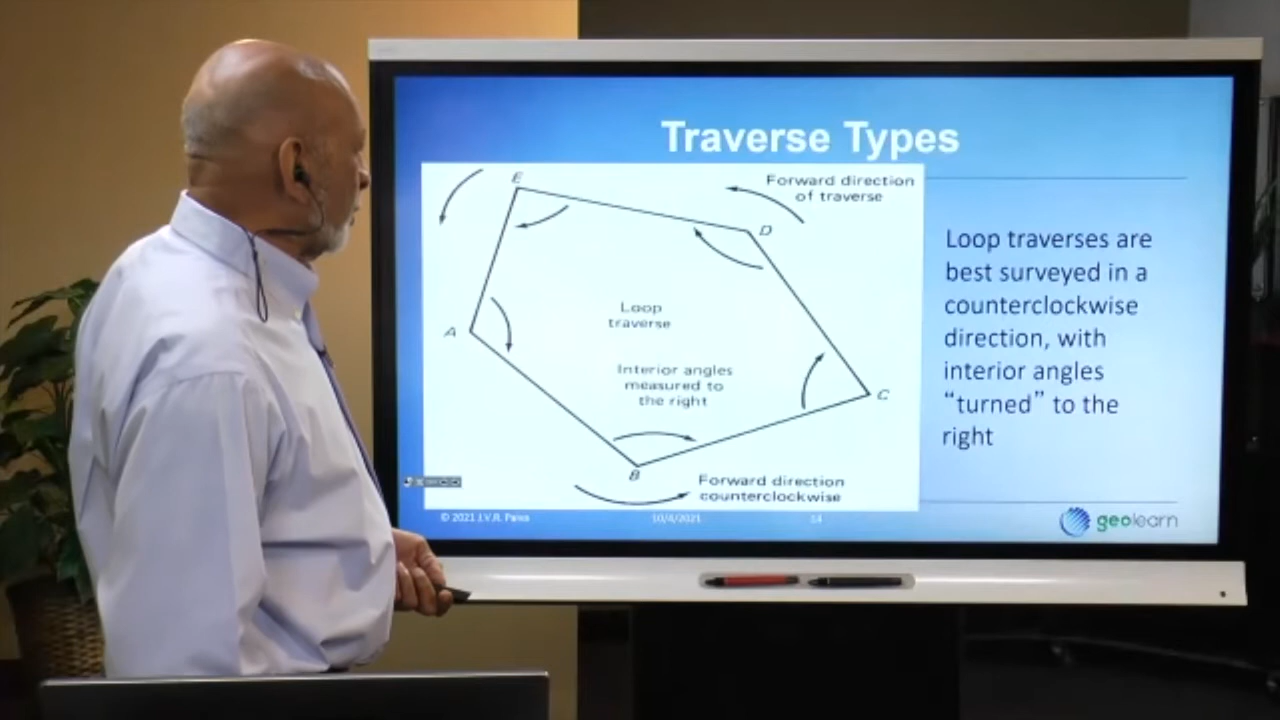 Traverse Types
E
Forward direction
of traverse
D
Loop
traverse
A
Interior angles
measured to
the right
C
B
Forward direction
counterclockwise
Loop traverses are
best surveyed in a
counterclockwise
direction, with
interior angles
“turned” to the
right
© 2021 J.V.R. Paiva
10/4/2021
14
geolearn